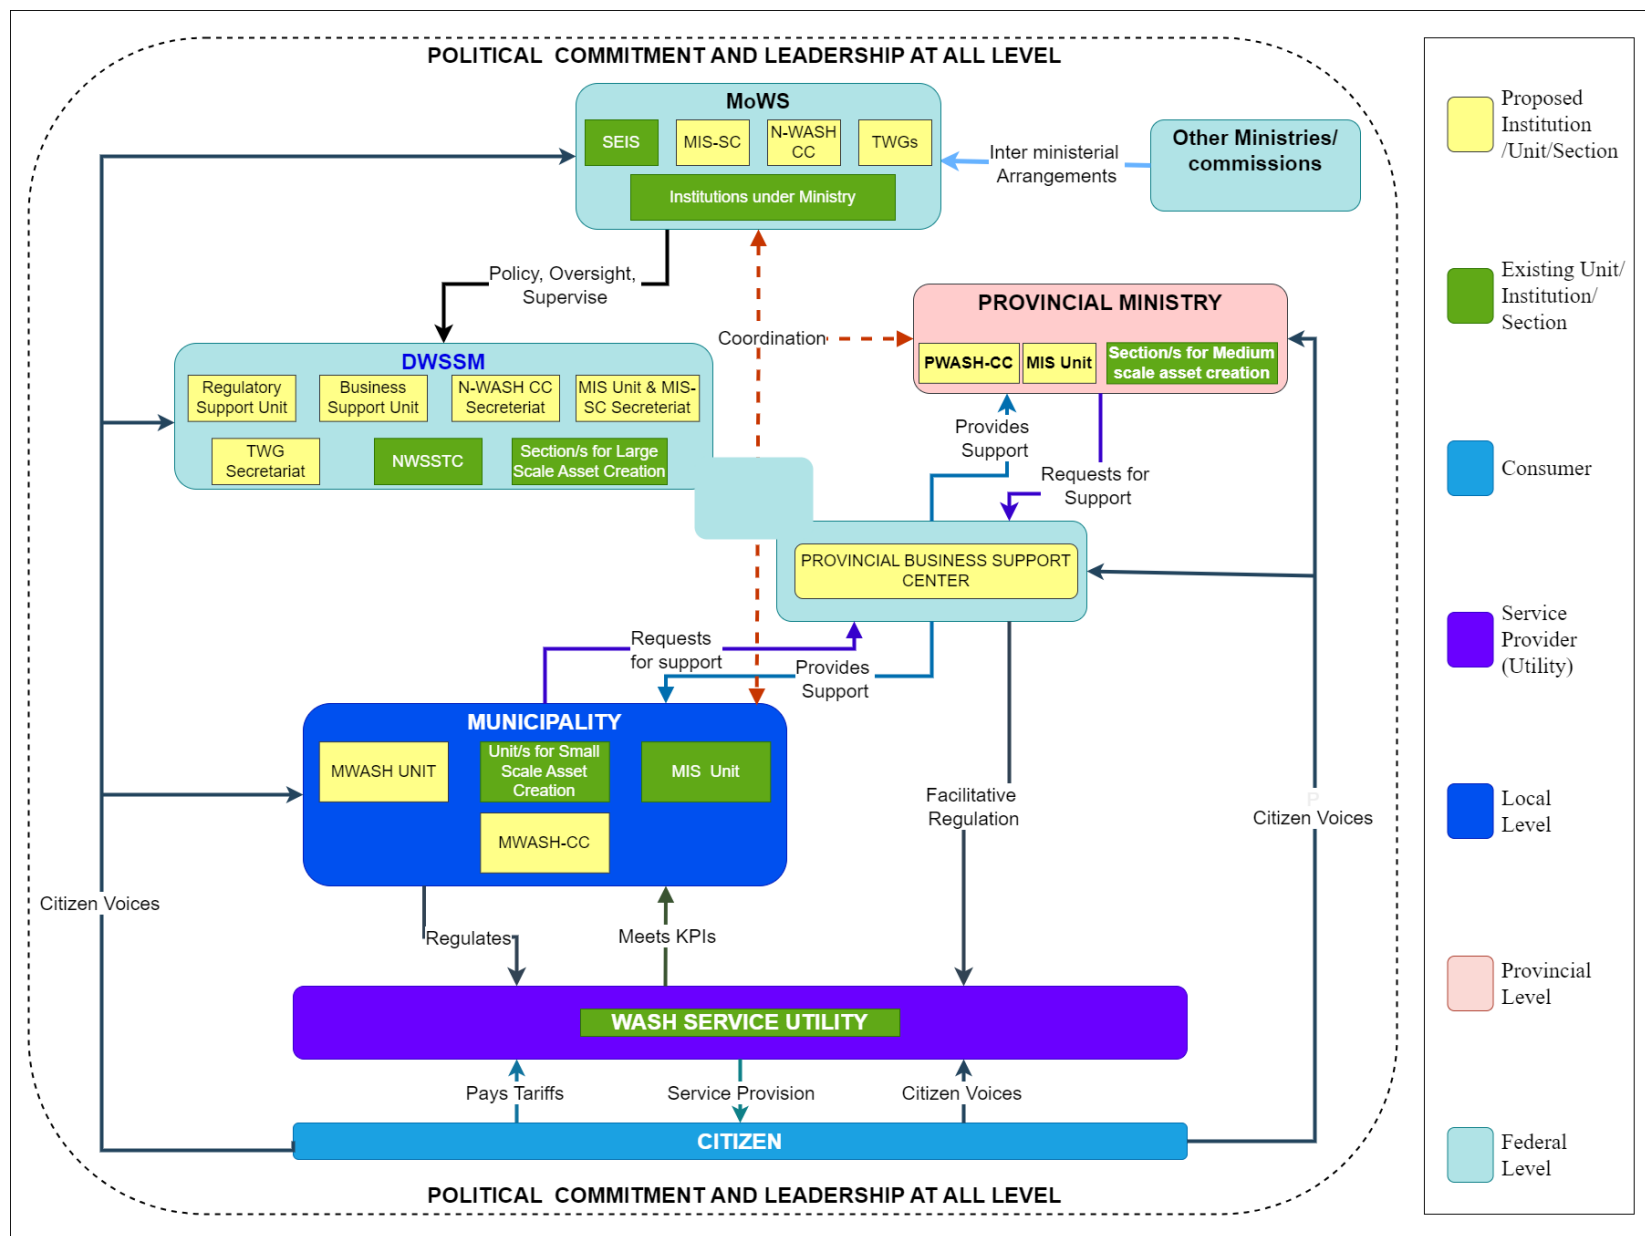 POLITICAL COMMITMENT AND LEADERSHIP AT ALL LEVEL
MoWS
SEIS
MIS-SC
N-WASH
CC
TWGs
Institutions under Ministry
Inter ministerial
Arrangements
Other Ministries/
commissions
Policy, Oversight,
Supervise
Coordination
PROVINCIAL MINISTRY
PWASH-CC
MIS Unit
Section/s for Medium
scale asset creation
DWSSM
Regulatory
Support Unit
Business
Support Unit
N-WASH CC
Secreteriat
MIS Unit & MIS-
SC Secreteriat
TWG
Secretariat
NWSSTC
Section/s for Large
Scale Asset Creation
Provides
Support
Requests for
Support
PROVINCIAL BUSINESS SUPPORT
CENTER
Requests
for support
Provides
Support
MUNICIPALITY
MWASH UNIT
Unit/s for Small
Scale Asset
Creation
MIS Unit
MWASH-CC
Facilitative
Regulation
P
Citizen Voices
Citizen Voices
Regulates
Meets KPIs
WASH SERVICE UTILITY
Pays Tariffs
Service Provision
Citizen Voices
CITIZEN
POLITICAL COMMITMENT AND LEADERSHIP AT ALL LEVEL
Proposed
Institution
/Unit/Section
Existing Unit/
Institution/
Section
Consumer
Service
Provider
(Utility)
Local
Level
Provincial
Level
Federal
Level